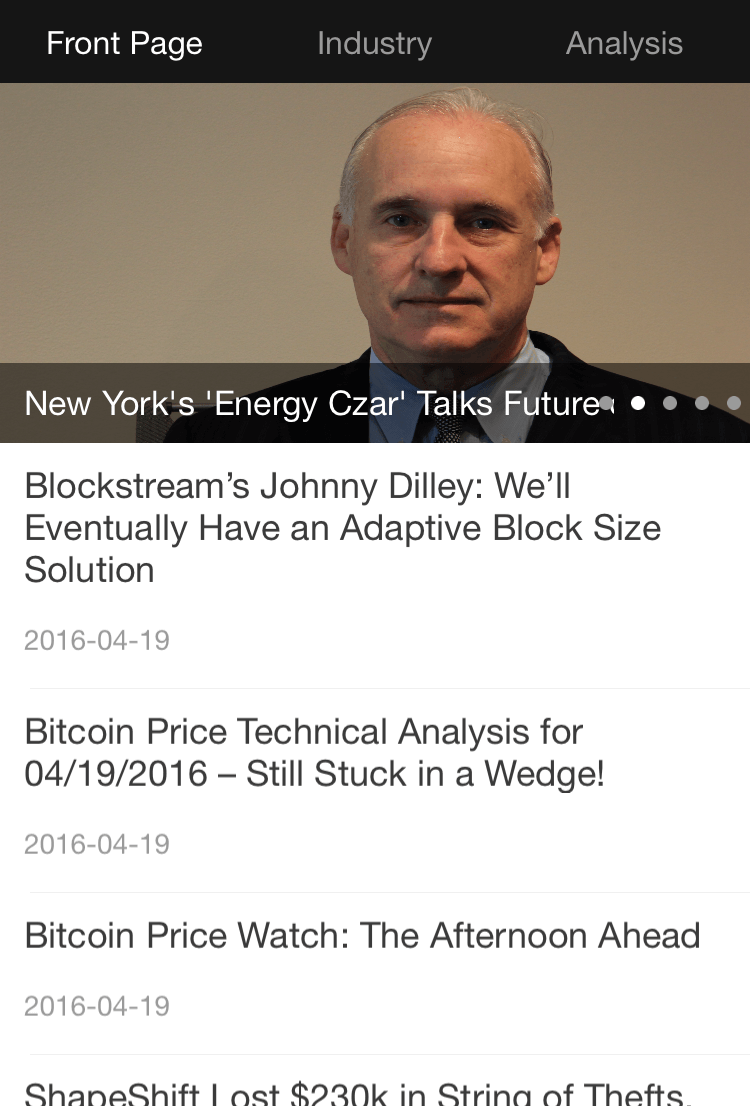 Front Page
Industry
Analysis
New York's 'Energy Czar' Talks Future
Blockstream’s Johnny Dilley: We’ll
Eventually Have an Adaptive Block Size
Solution
2016-04-19
Bitcoin Price Technical Analysis for
04/19/2016 – Still Stuck in a Wedge!
2016-04-19
Bitcoin Price Watch: The Afternoon Ahead
2016-04-19
ShapeShift Lost $230k in String of Thefts,